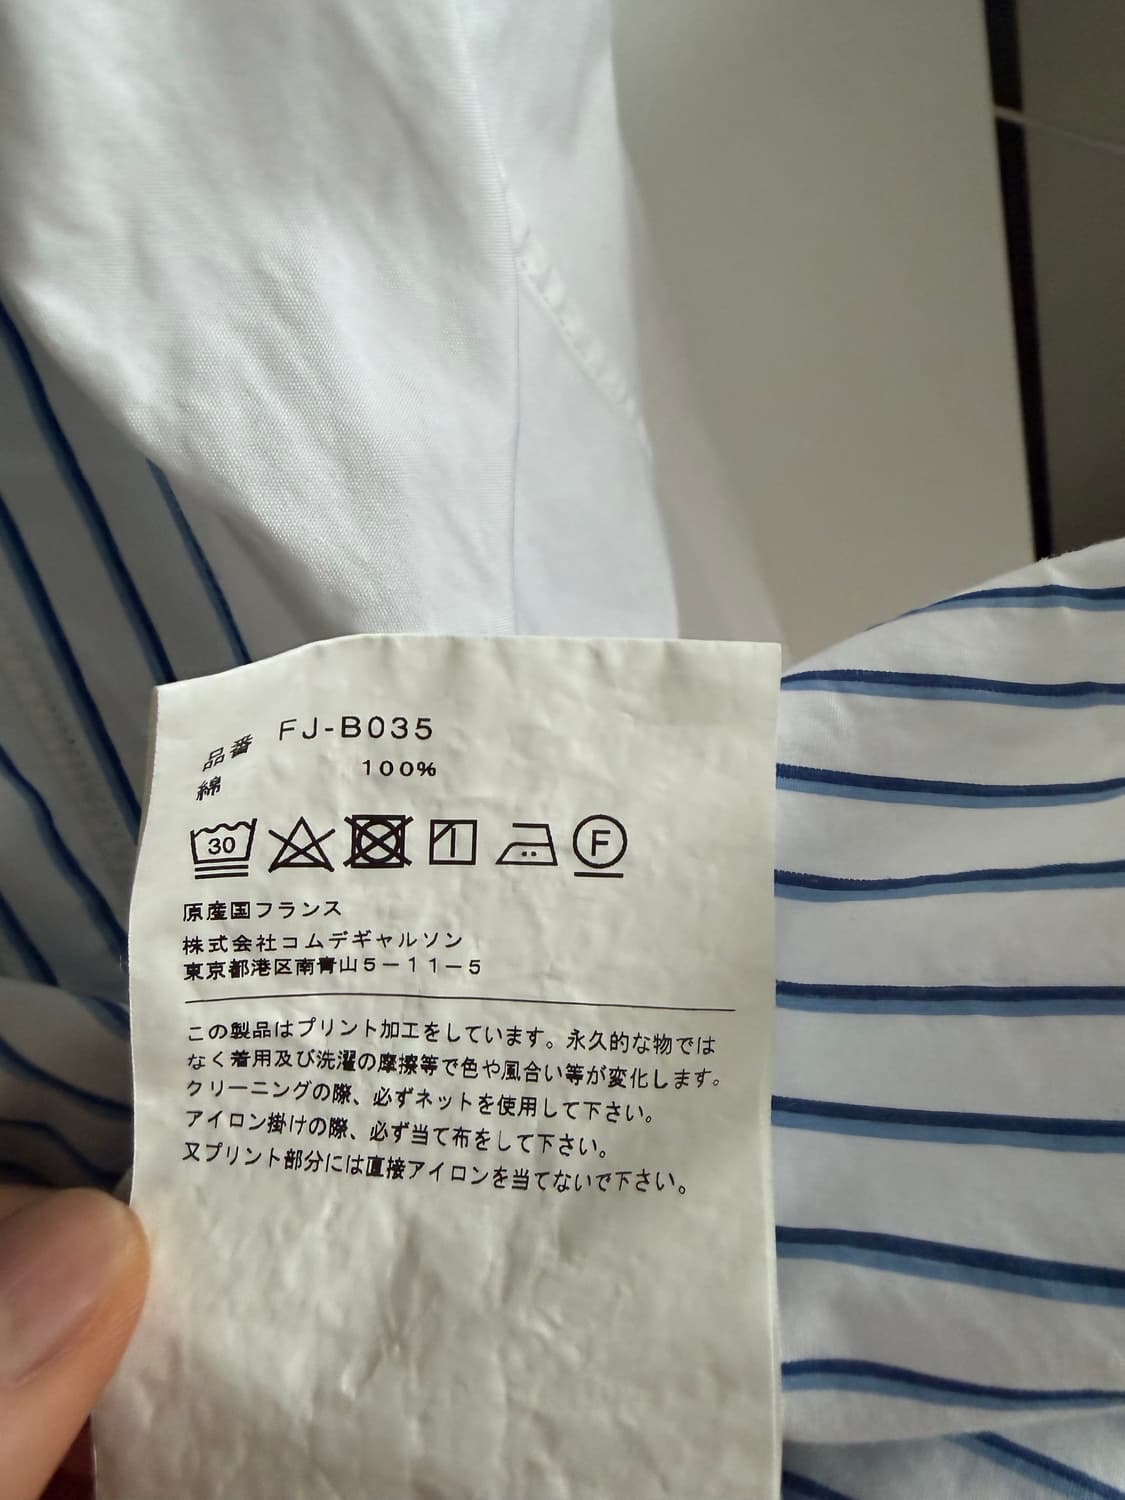 品番 FJ-B035
綿 100%
30 F
原産国フランス
株式会社コムデギャルソン
東京都港区南青山5-11-5
この製品はプリント加工をしています。永久的な物では
なく着用及び洗濯の摩擦等で色や風合い等が変化します。
クリーニングの際、必ずネットを使用して下さい。
アイロン掛けの際、必ず当て布をして下さい。
又プリント部分には直接アイロンを当てないで下さい。